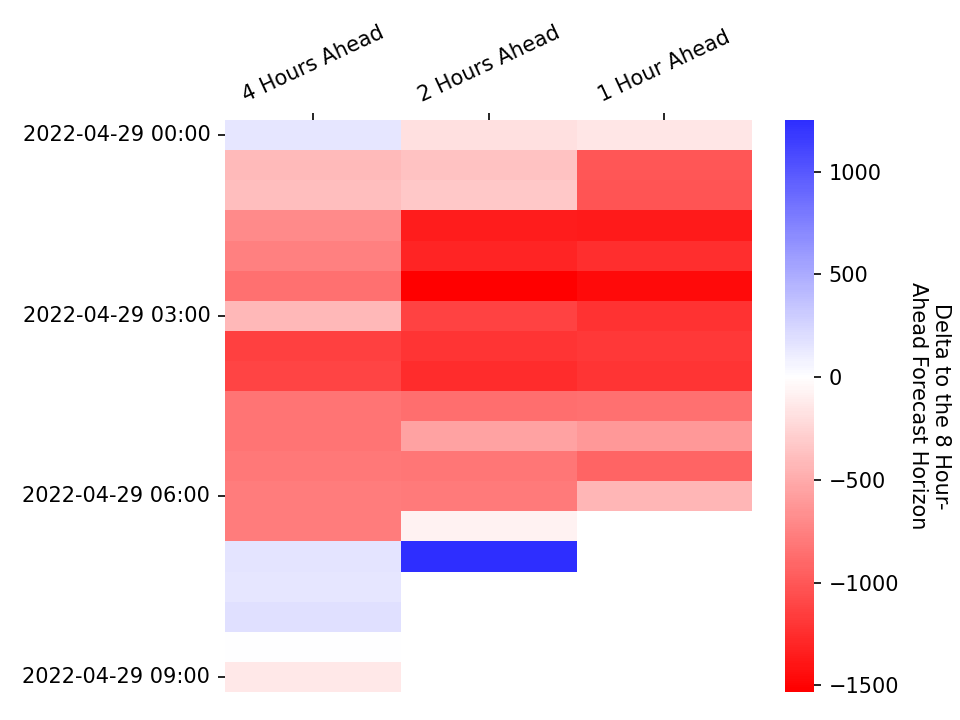 4 Hours Ahead
2 Hours Ahead
1 Hour Ahead
2022-04-29 00:00
2022-04-29 03:00
2022-04-29 06:00
2022-04-29 09:00
1000
500
0
−500
−1000
−1500
Delta to the 8 Hour-
Ahead Forecast Horizon